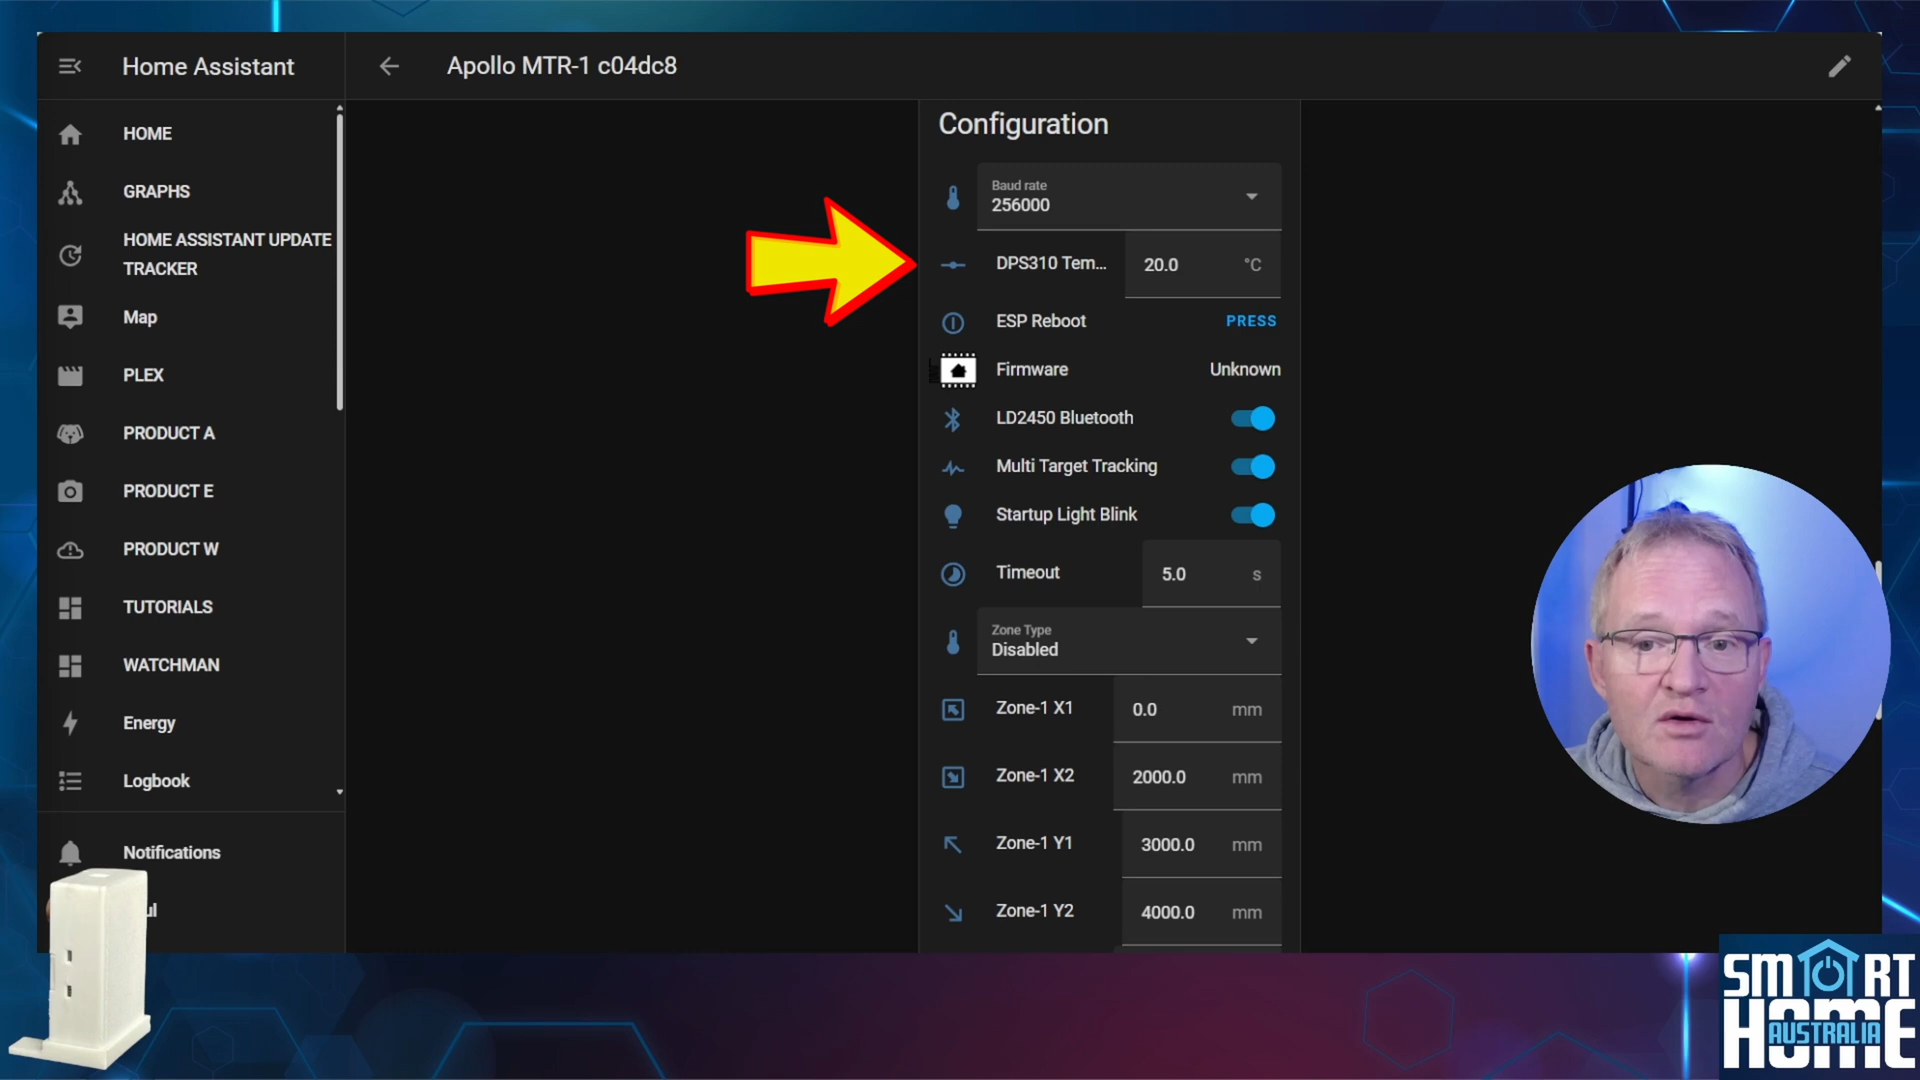 Home Assistant
Apollo MTR-1 c04dc8
HOME
GRAPHS
HOME ASSISTANT UPDATE
TRACKER
Map
PLEX
PRODUCT A
PRODUCT E
PRODUCT W
TUTORIALS
WATCHMAN
Energy
Logbook
Notifications
ul
Configuration
Baud rate
256000
DPS310 Tem... 20.0 °C
ESP Reboot PRESS
Firmware Unknown
LD2450 Bluetooth
Multi Target Tracking
Startup Light Blink
Timeout 5.0 s
Zone Type
Disabled
Zone-1 X1 0.0 mm
Zone-1 X2 2000.0 mm
Zone-1 Y1 3000.0 mm
Zone-1 Y2 4000.0 mm
SMART
HOME
AUSTRALIA